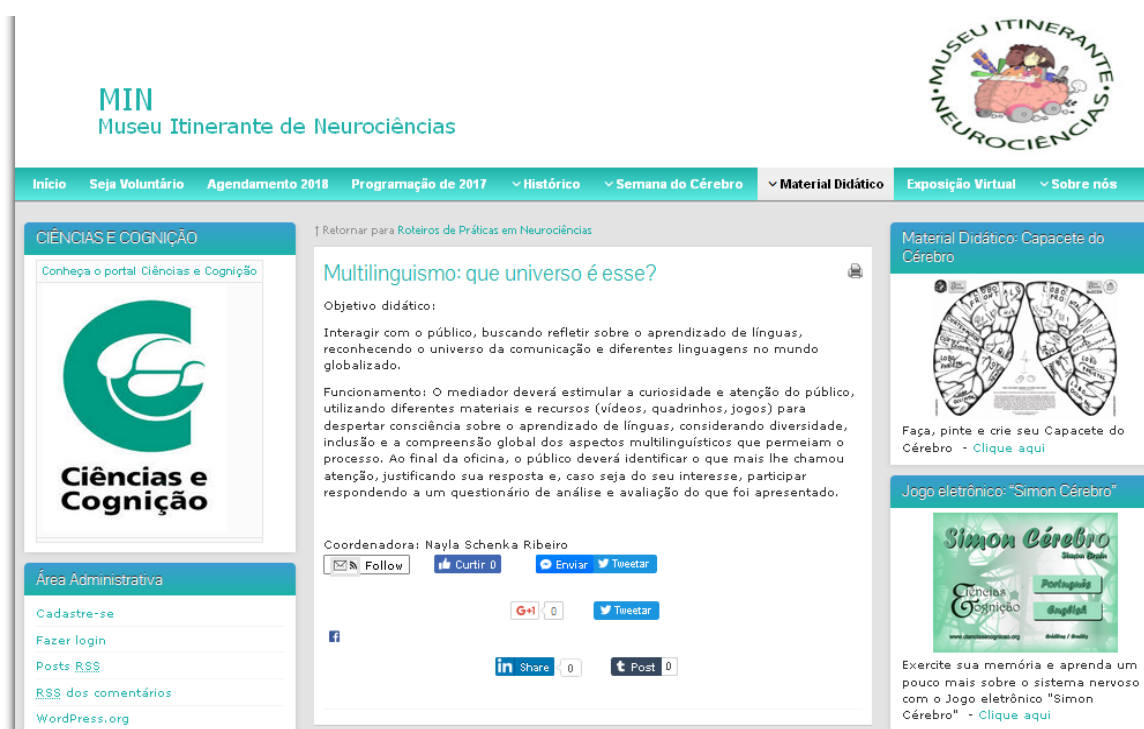 MUSEU ITINERANTE
NEUROCIÊNCIAS
MIN
Museu Itinerante de Neurociências
Início
Seja Voluntário
Agendamento 2018
Programação de 2017
Histórico
Semana do Cérebro
Material Didático
Exposição Virtual
Sobre nós
CIÊNCIAS E COGNIÇÃO
Conheça o portal Ciências e Cognição
Ciências e
Cognição
Área Administrativa
Cadastre-se
Fazer login
Posts RSS
RSS dos comentários
WordPress.org
↑ Retornar para Roteiros de Práticas em Neurociências
Multilinguismo: que universo é esse?
Objetivo didático:
Interagir com o público, buscando refletir sobre o aprendizado de línguas,
reconhecendo o universo da comunicação e diferentes linguagens no mundo
globalizado.
Funcionamento: O mediador deverá estimular a curiosidade e atenção do público,
utilizando diferentes materiais e recursos (vídeos, quadrinhos, jogos) para
despertar consciência sobre o aprendizado de línguas, considerando diversidade,
inclusão e a compreensão global dos aspectos multilinguísticos que permeiam o
processo. Ao final da oficina, o público deverá identificar o que mais lhe chamou
atenção, justificando sua resposta e, caso seja do seu interesse, participar
respondendo a um questionário de análise e avaliação do que foi apresentado.
Coordenadora: Nayla Schenka Ribeiro
Follow
Curtir 0
Enviar
Tweetar
G+1 0
Tweetar
in Share 0
t Post 0
Material Didático: Capacete do
Cérebro
LOBO
FRONTAL
LOBO
PARIETAL
Faça, pinte e crie seu Capacete do
Cérebro - Clique aqui
Jogo eletrônico: "Simon Cérebro"
Simon Cérebro
Simon Brain
Ciências
Cognição
Português
English
www.cienciasecognicao.org
Exercite sua memória e aprenda um
pouco mais sobre o sistema nervoso
com o Jogo eletrônico "Simon
Cérebro" - Clique aqui